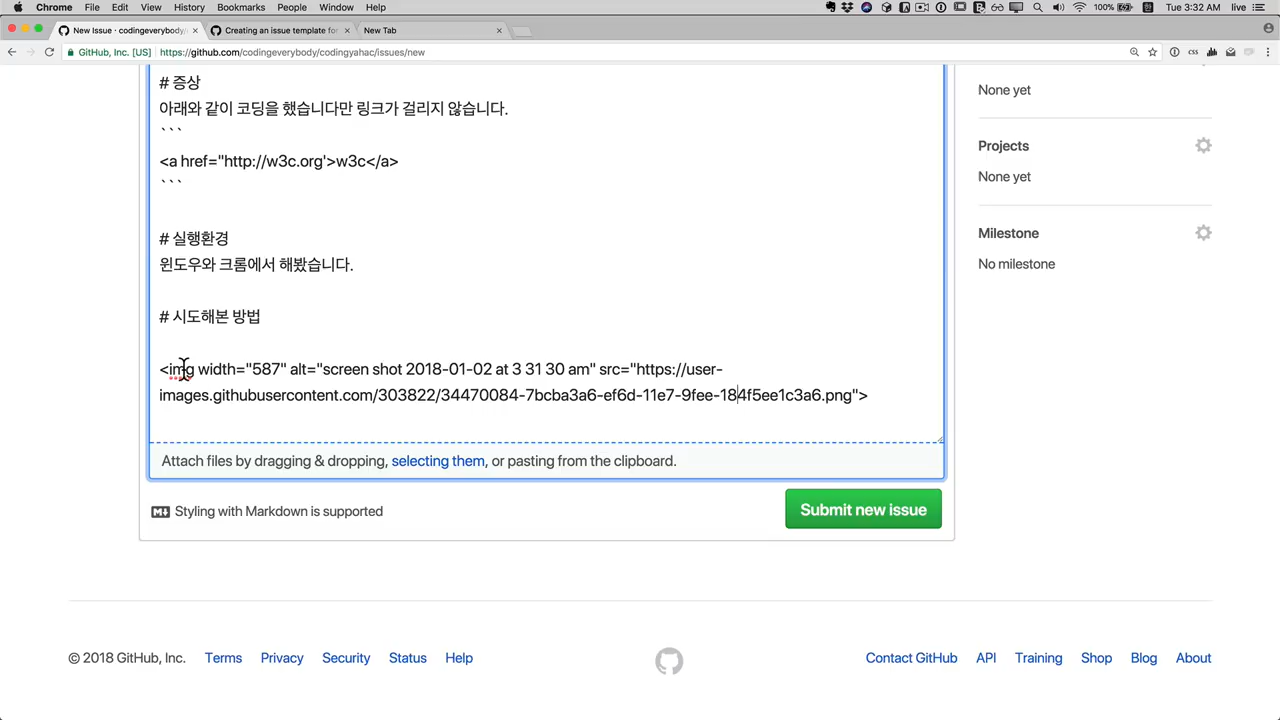 Chrome File Edit View History Bookmarks People Window Help 100% Tue 3:32 AM live
New Issue · codingeverybody/ Creating an issue template for New Tab
GitHub, Inc. [US] https://github.com/codingeverybody/codingyahac/issues/new
# 증상
아래와 같이 코딩을 했습니다만 링크가 걸리지 않습니다.
```
<a href="http://w3c.org'>w3c</a>
```
# 실행환경
윈도우와 크롬에서 해봤습니다.
# 시도해본 방법
<img width="587" alt="screen shot 2018-01-02 at 3 31 30 am" src="https://user-
images.githubusercontent.com/303822/34470084-7bcba3a6-ef6d-11e7-9fee-184f5ee1c3a6.png">
Attach files by dragging & dropping, selecting them, or pasting from the clipboard.
Styling with Markdown is supported
Submit new issue
None yet
Projects
None yet
Milestone
No milestone
© 2018 GitHub, Inc. Terms Privacy Security Status Help
Contact GitHub API Training Shop Blog About